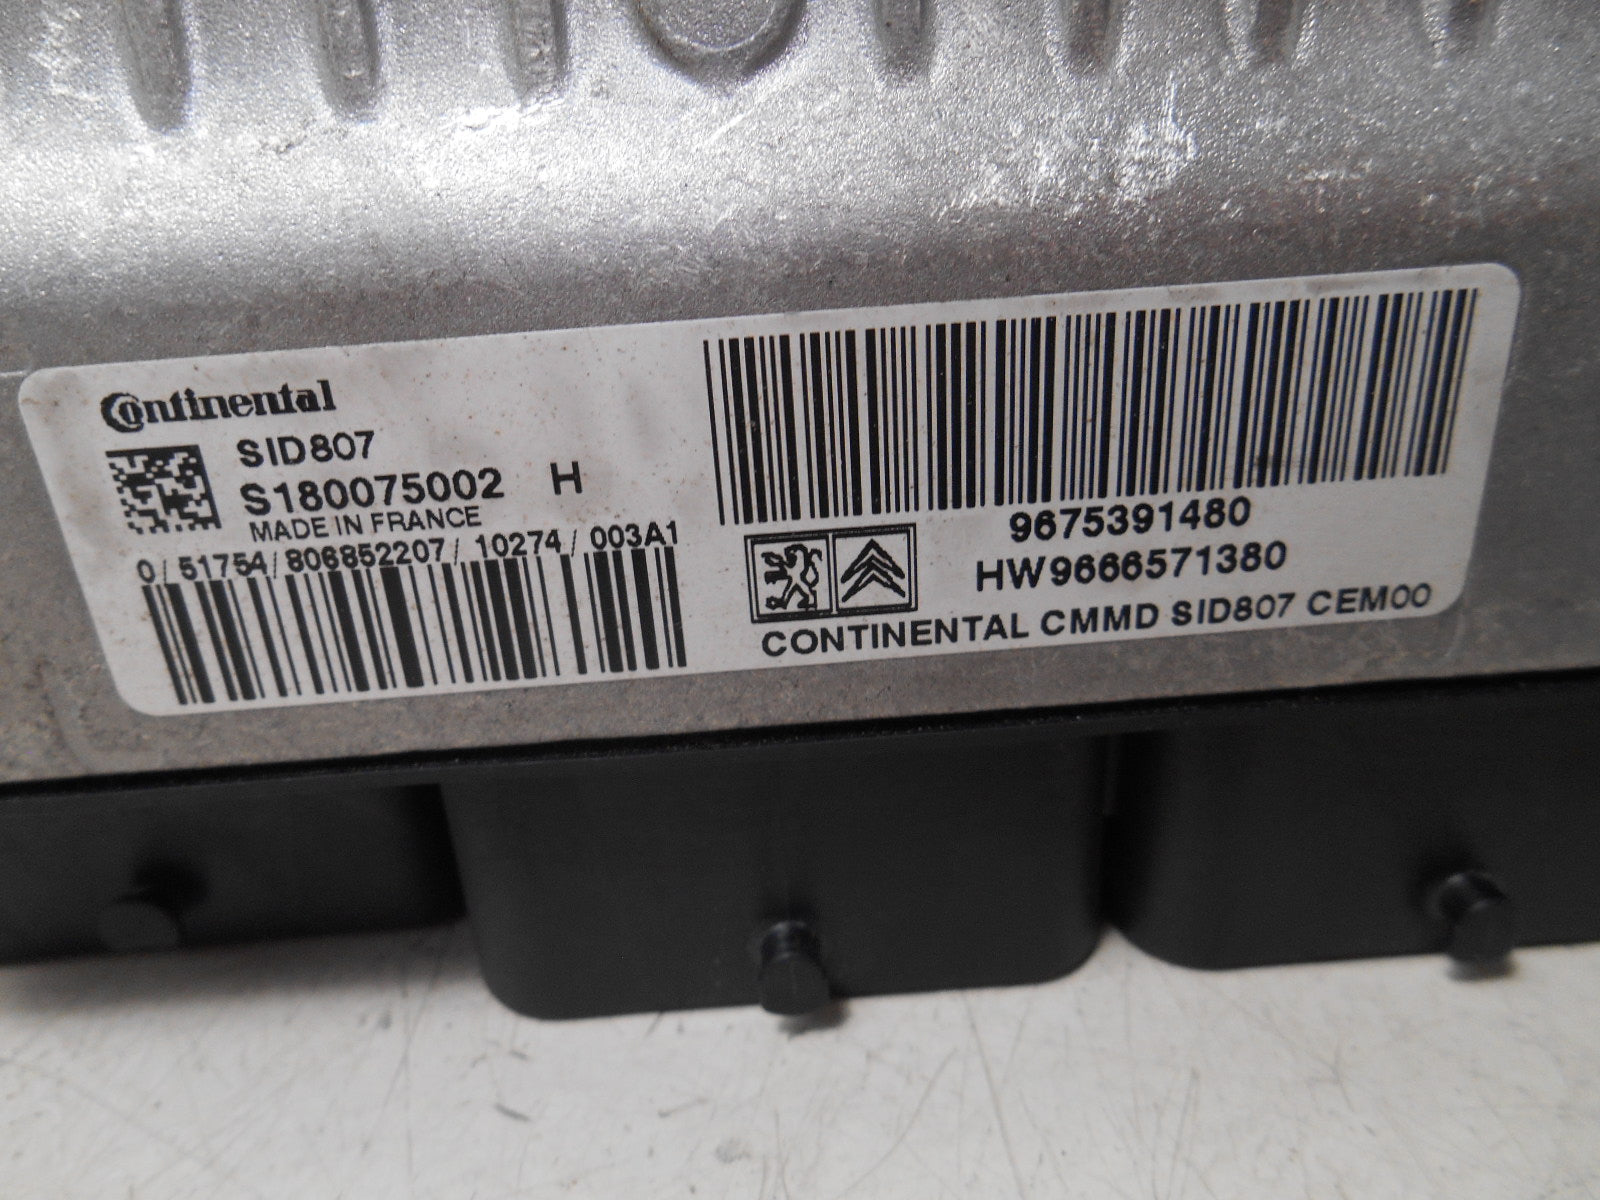 Continental
SID807
S180075002 H
MADE IN FRANCE
0/51754/806852207/10274/003A1
9675391480
HW9666571380
CONTINENTAL CMMD SID807 CEM00